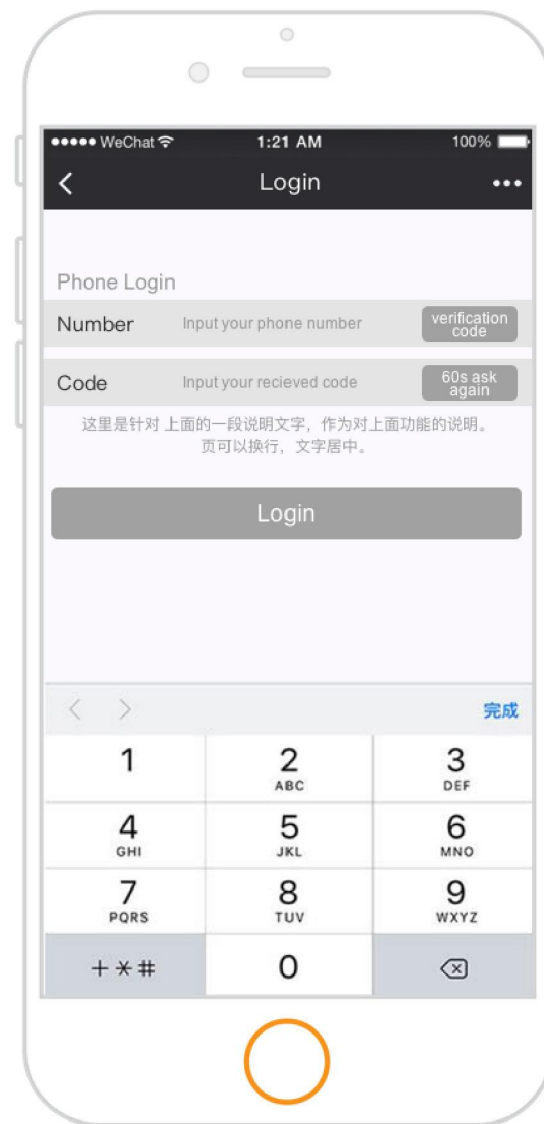 WeChat 1:21 AM 100%
Login
Phone Login
Number Input your phone number verification
code
Code Input your recieved code 60s ask
again
这里是针对 上面的一段说明文字，作为对上面功能的说明。
页可以换行，文字居中。
Login
完成
1 2 3
ABC DEF
4 5 6
GHI JKL MNO
7 8 9
PQRS TUV WXYZ
+*# 0